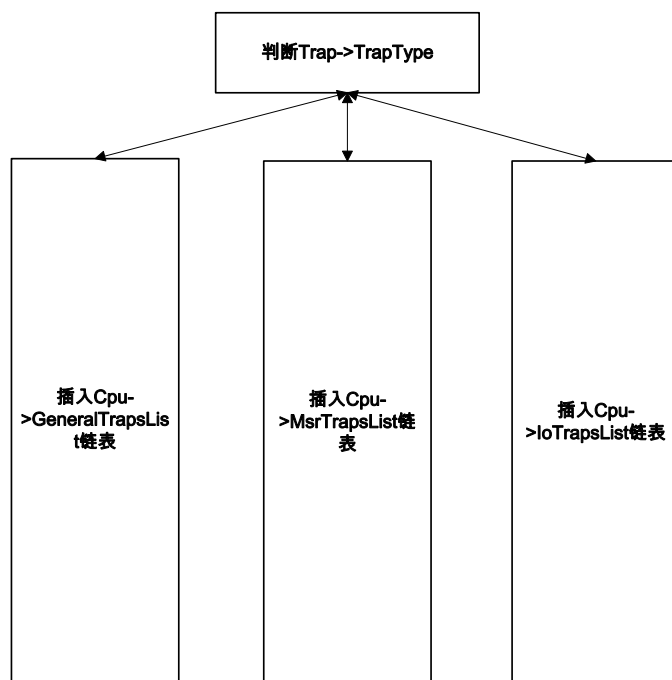 判断Trap->TrapType
插入Cpu-
>GeneralTrapsLis
t链表
插入Cpu-
>MsrTrapsList链
表
插入Cpu-
>IoTrapsList链表